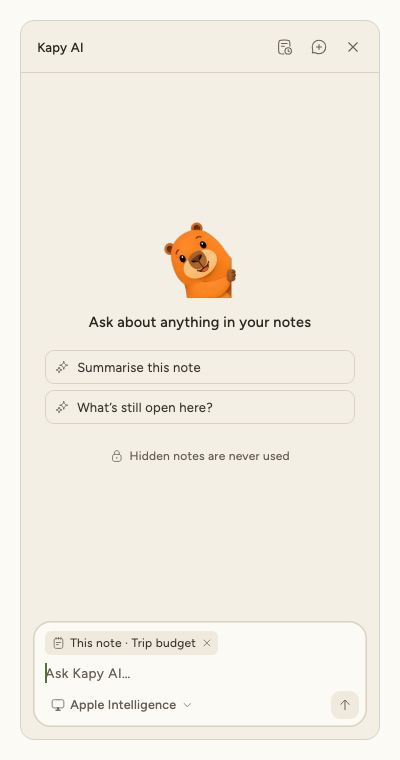 Kapy AI
Ask about anything in your notes
Summarise this note
What's still open here?
Hidden notes are never used
This note · Trip budget
Ask Kapy AI...
Apple Intelligence